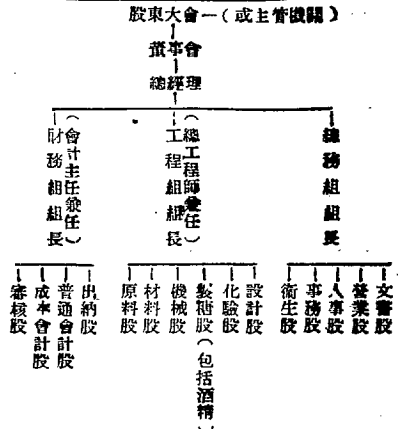 股東大會—(或主管機關)
董事會
總經理
總務組組長
工程組組長
(總工程師兼任)
財務組組長
(會計主任兼任)
文書股
營業股
人事股
事務股
衞生股
設計股
化驗股
製糖股(包括酒精)
機械股
材料股
原料股
出納股
普通會計股
成本會計股
審核股